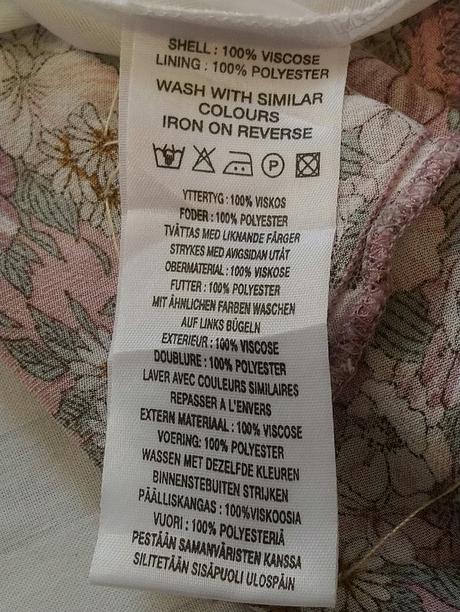 SHELL : 100% VISCOSE
LINING : 100% POLYESTER
WASH WITH SIMILAR
COLOURS
IRON ON REVERSE
P
YTTERTYG : 100% VISKOS
FODER : 100% POLYESTER
TVÄTTAS MED LIKNANDE FÄRGER
STRYKES MED AVIGSIDAN UTÅT
OBERMATERIAL : 100% VISKOSE
FUTTER : 100% POLYESTER
MIT ÄHNLICHEN FARBEN WASCHEN
AUF LINKS BÜGELN
EXTERIEUR : 100% VISCOSE
DOUBLURE : 100% POLYESTER
LAVER AVEC COULEURS SIMILAIRES
REPASSER A L'ENVERS
EXTERN MATERIAAL : 100% VISCOSE
VOERING: 100% POLYESTER
WASSEN MET DEZELFDE KLEUREN
BINNENSTEBUITEN STRIJKEN
PÄÄLLISKANGAS : 100%VISKOOSIA
VUORI : 100% POLYESTERIÄ
PESTÄÄN SAMANVÄRISTEN KANSSA
SILITETÄÄN SISÄPUOLI ULOSPÄIN